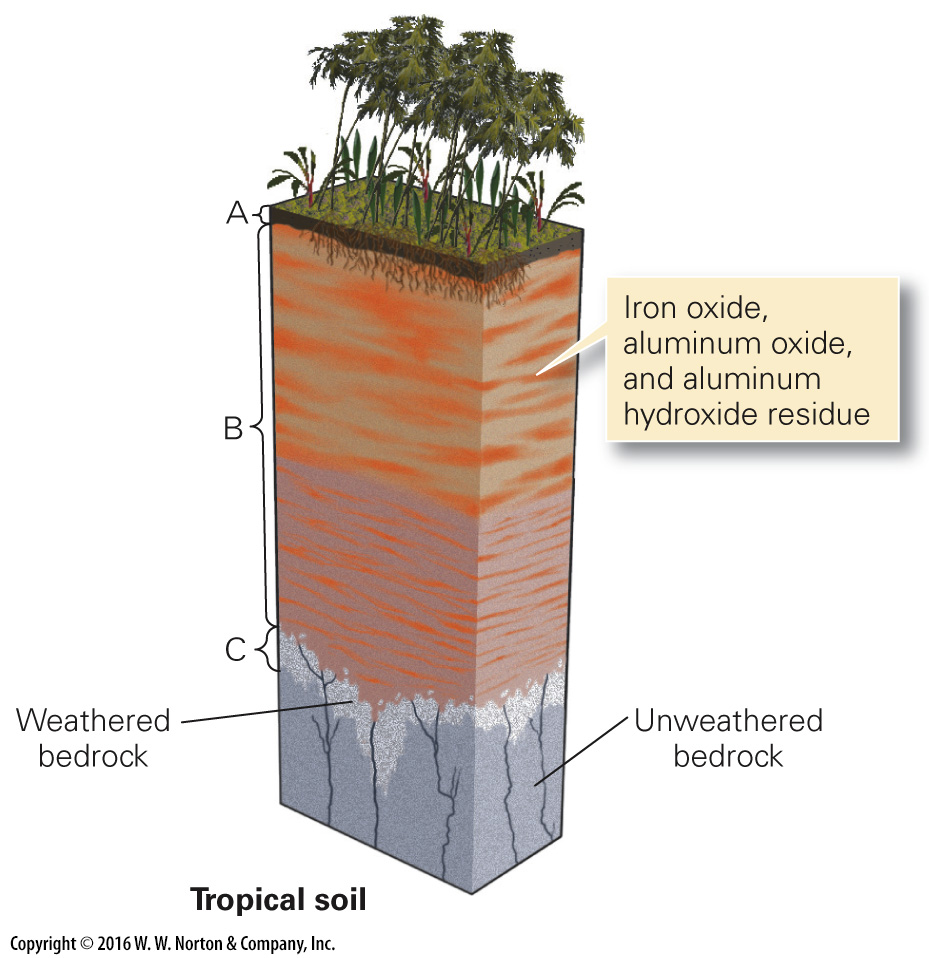 A
Iron oxide,
aluminum oxide,
and aluminum
hydroxide residue
B
C
Weathered
bedrock
Unweathered
bedrock
Tropical soil
Copyright © 2016 W. W. Norton & Company, Inc.